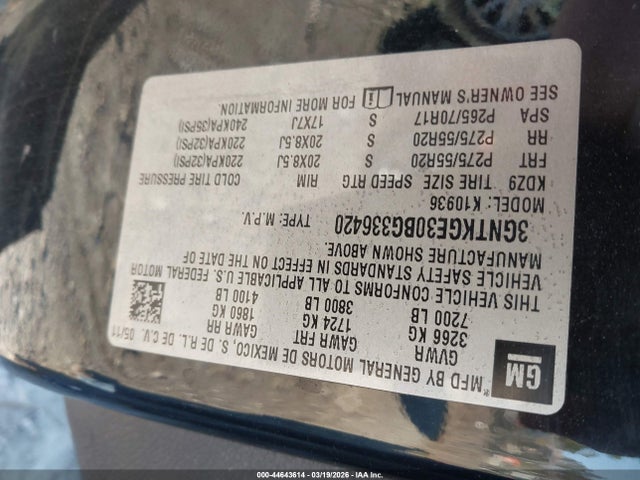 GM
"MFD BY GENERAL MOTORS DE MEXICO, S. DE R.L. DE C.V. 05/11
GVWR GAWR FRT GAWR RR
3266 KG 1724 KG 1860 KG
7200 LB 3800 LB 4100 LB
THIS VEHICLE CONFORMS TO ALL APPLICABLE U.S. FEDERAL MOTOR
VEHICLE SAFETY STANDARDS IN EFFECT ON THE DATE OF
MANUFACTURE SHOWN ABOVE.
3GNTKGE30BG336420 TYPE: M.P.V.
MODEL: K10936
KDZ9 TIRE SIZE SPEED RTG RIM COLD TIRE PRESSURE
FRT P275/55R20 S 20X8.5J 220KPA(32PSI)
RR P275/55R20 S 20X8.5J 220KPA(32PSI)
SPA P265/70R17 S 17X7J 240KPA(35PSI)
SEE OWNER'S MANUAL FOR MORE INFORMATION.
000-44643614 - 03/19/2026 - IAA Inc.